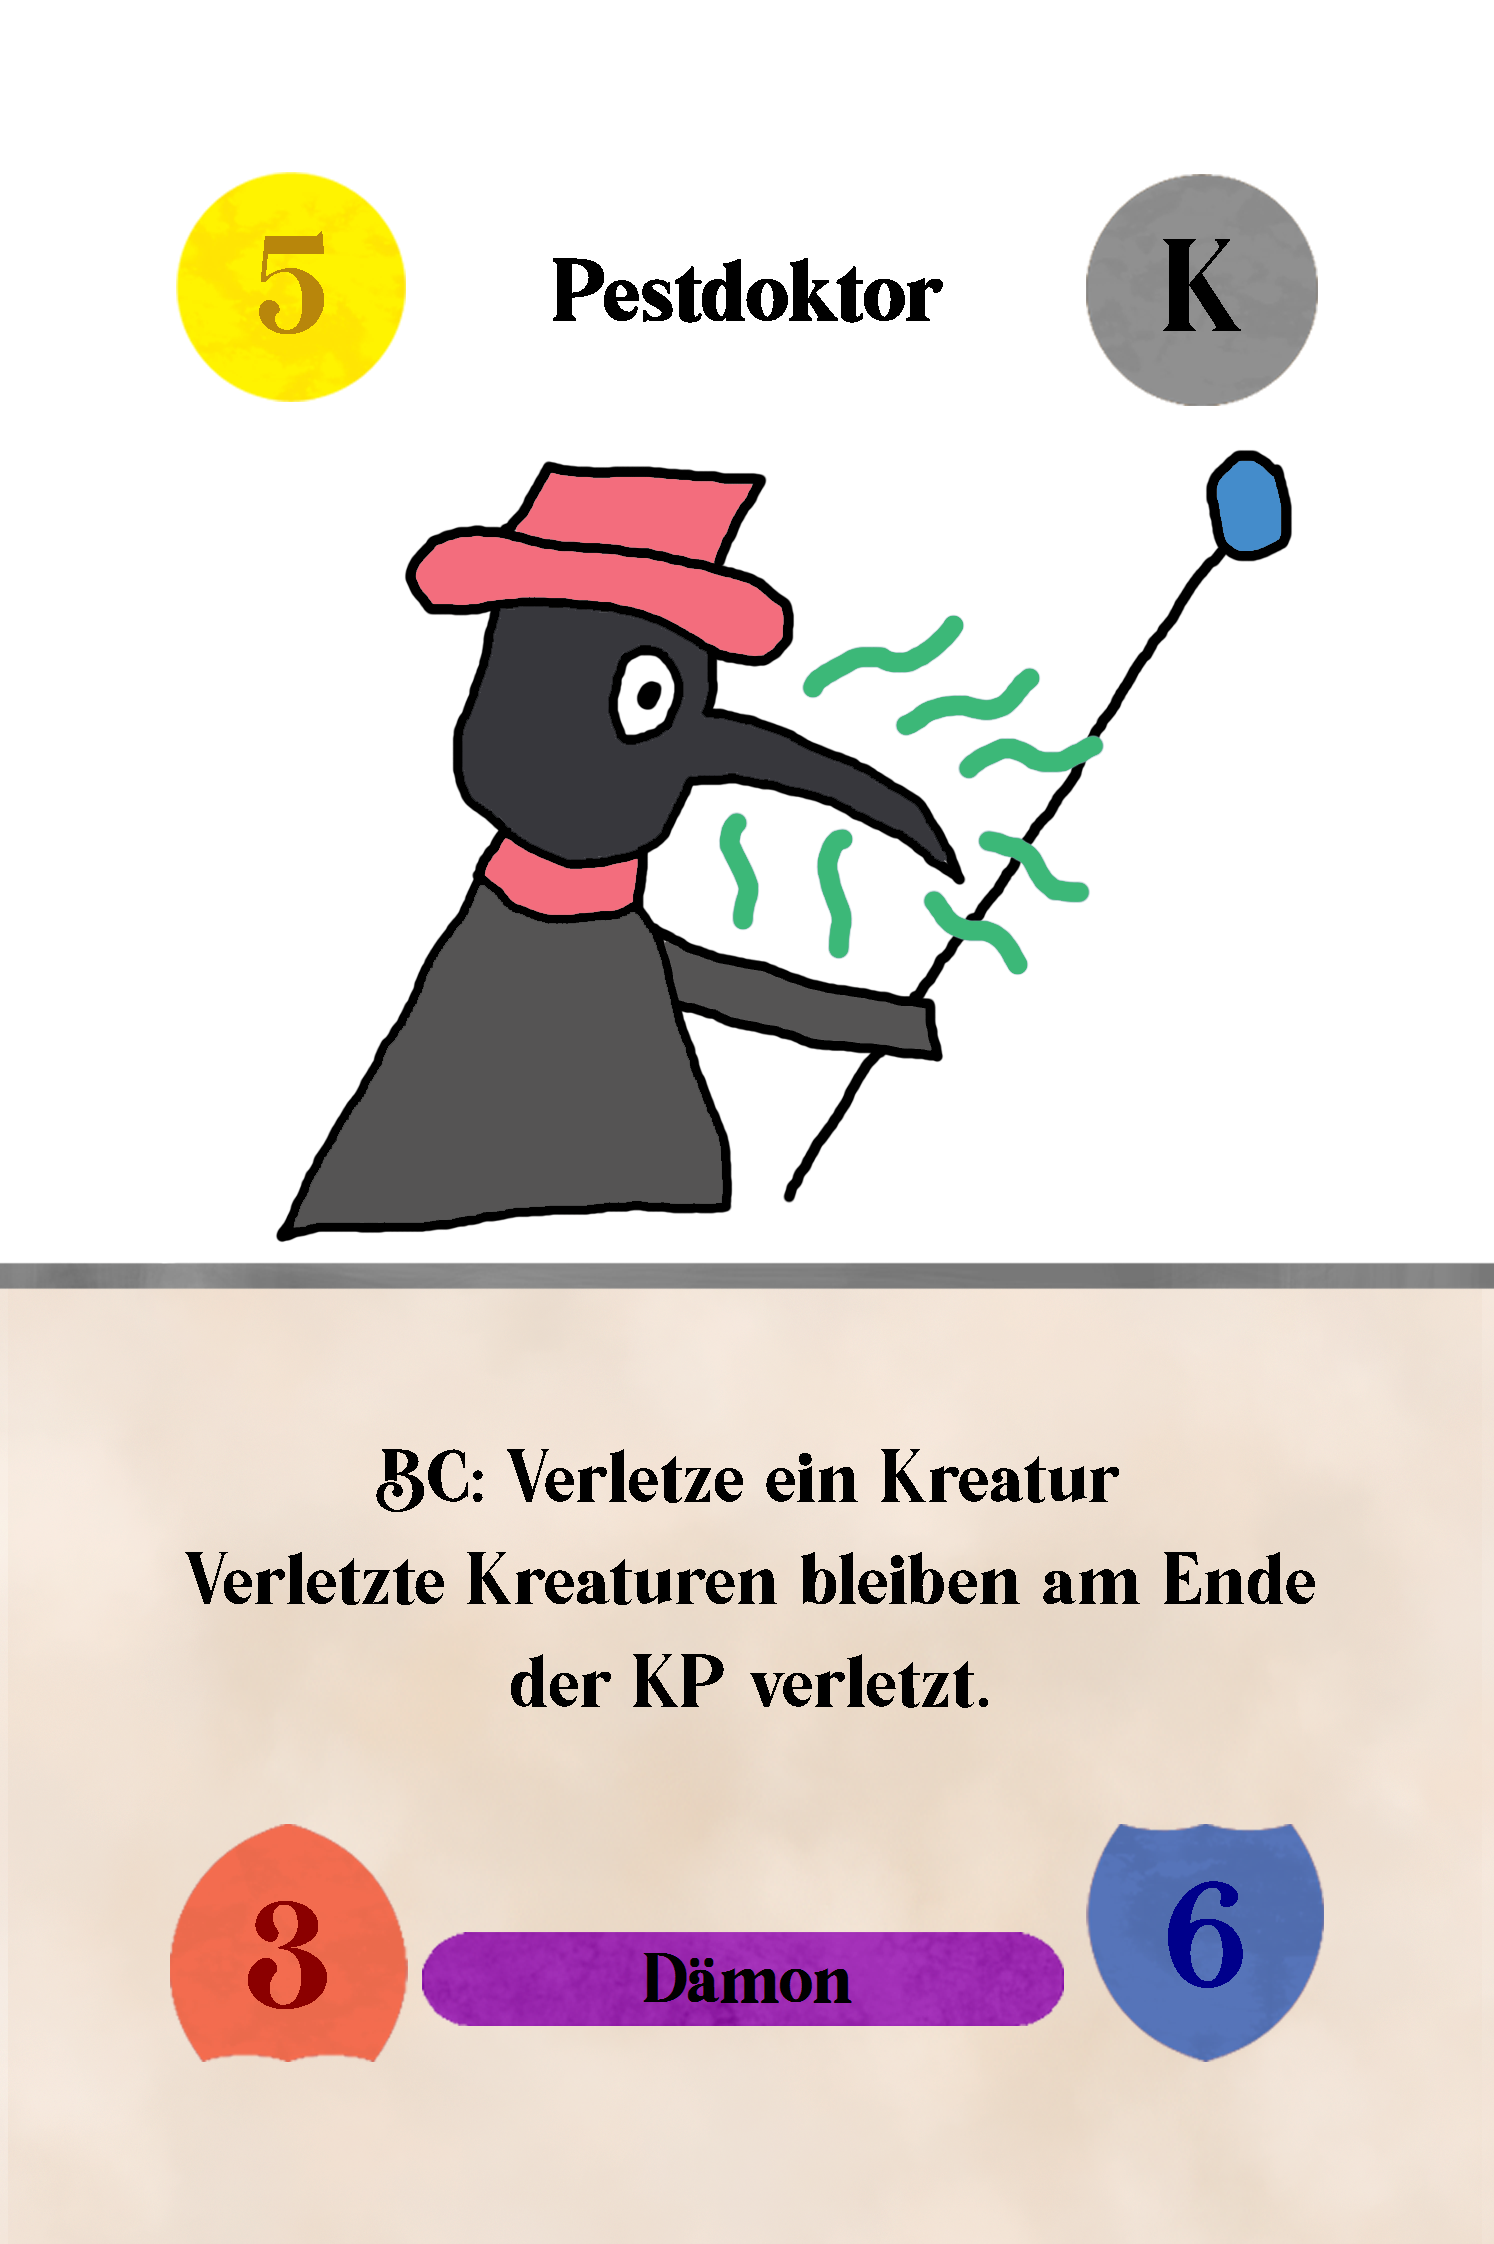 5 Pestdoktor K
BC: Verletze ein Kreatur
Verletzte Kreaturen bleiben am Ende
der KP verletzt.
3 Dämon 6